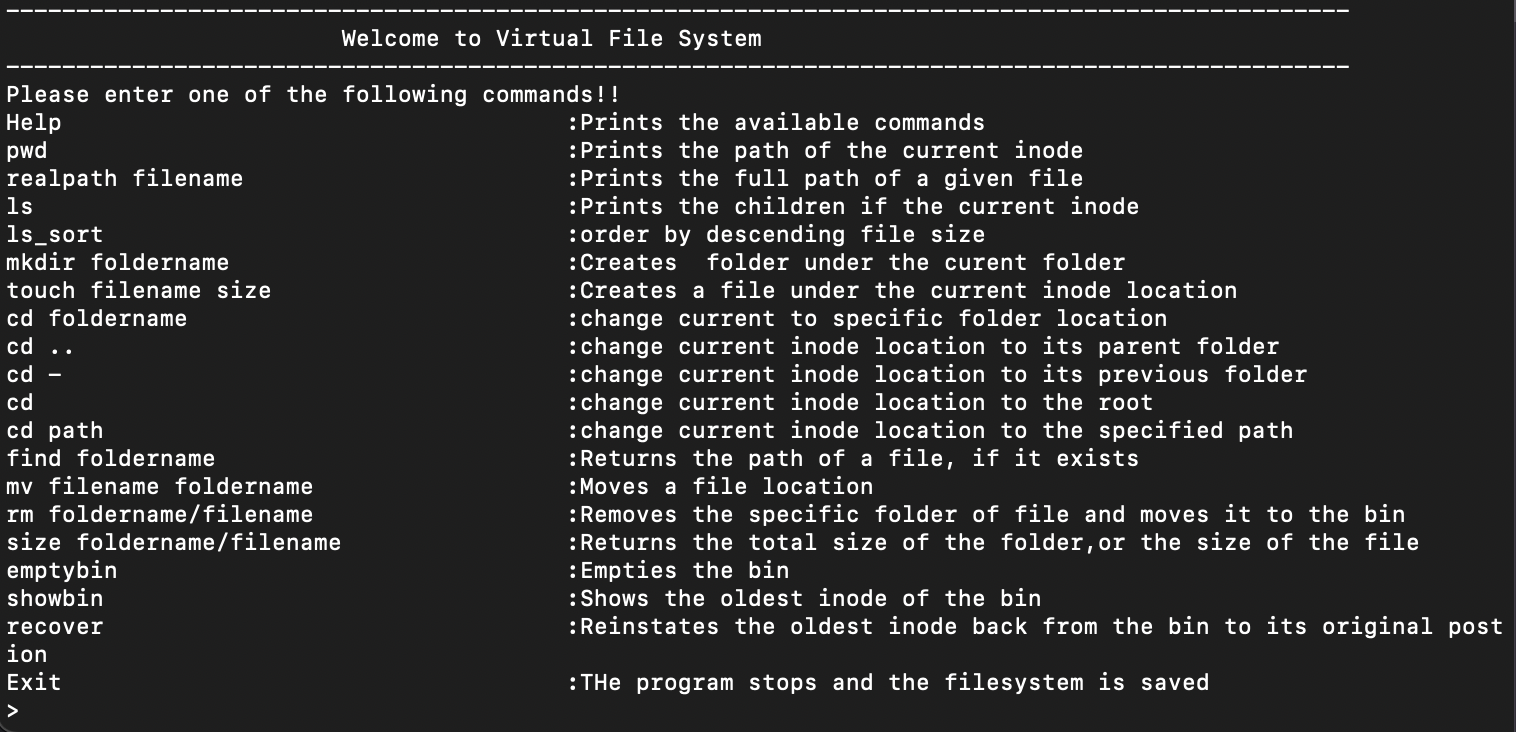 ------------------------------------------------------------------------------------------------
Welcome to Virtual File System
------------------------------------------------------------------------------------------------
Please enter one of the following commands!!
Help :Prints the available commands
pwd :Prints the path of the current inode
realpath filename :Prints the full path of a given file
ls :Prints the children if the current inode
ls_sort :order by descending file size
mkdir foldername :Creates  folder under the curent folder
touch filename size :Creates a file under the current inode location
cd foldername :change current to specific folder location
cd .. :change current inode location to its parent folder
cd - :change current inode location to its previous folder
cd :change current inode location to the root
cd path :change current inode location to the specified path
find foldername :Returns the path of a file, if it exists
mv filename foldername :Moves a file location
rm foldername/filename :Removes the specific folder of file and moves it to the bin
size foldername/filename :Returns the total size of the folder,or the size of the file
emptybin :Empties the bin
showbin :Shows the oldest inode of the bin
recover :Reinstates the oldest inode back from the bin to its original post
ion
Exit :THe program stops and the filesystem is saved
>